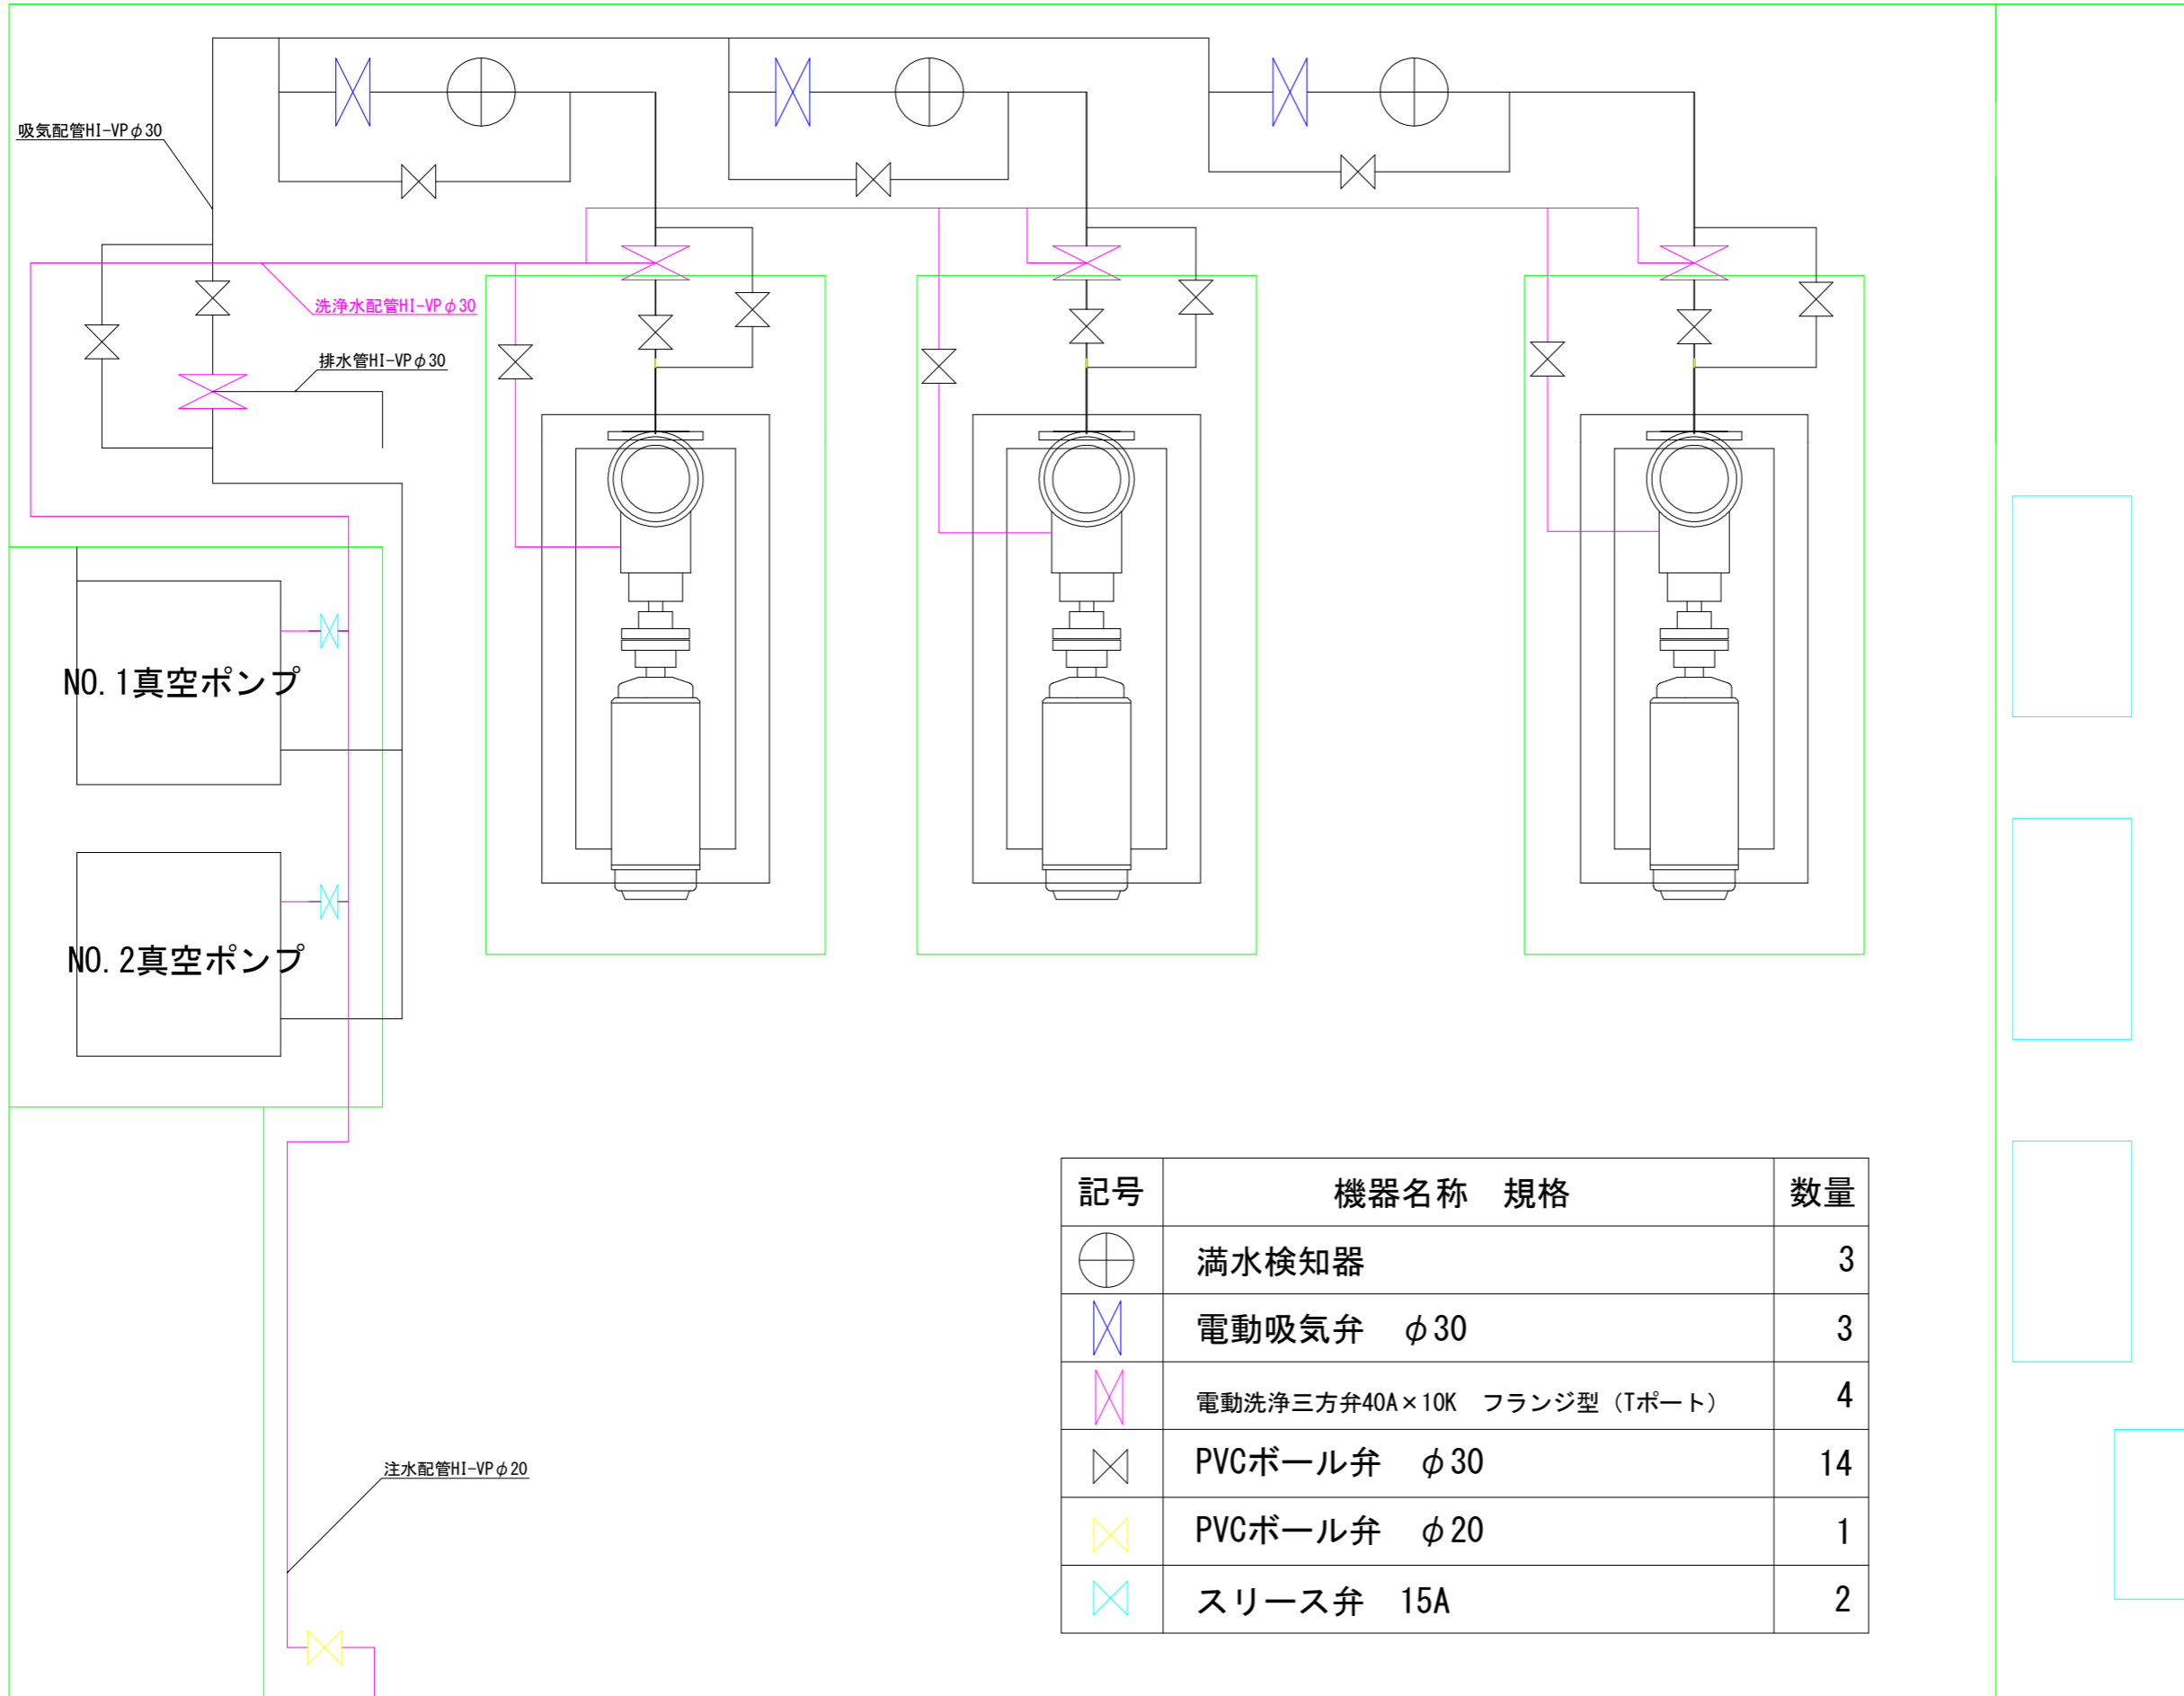 吸気配管HI-VPφ30
洗浄水配管HI-VPφ30
排水管HI-VPφ30
NO.1真空ポンプ
NO.2真空ポンプ
注水配管HI-VPφ20
記号 機器名称 規格 数量
満水検知器 3
電動吸気弁 φ30 3
電動洗浄三方弁40A×10K フランジ型（Tポート） 4
PVCボール弁 φ30 14
PVCボール弁 φ20 1
スリース弁 15A 2